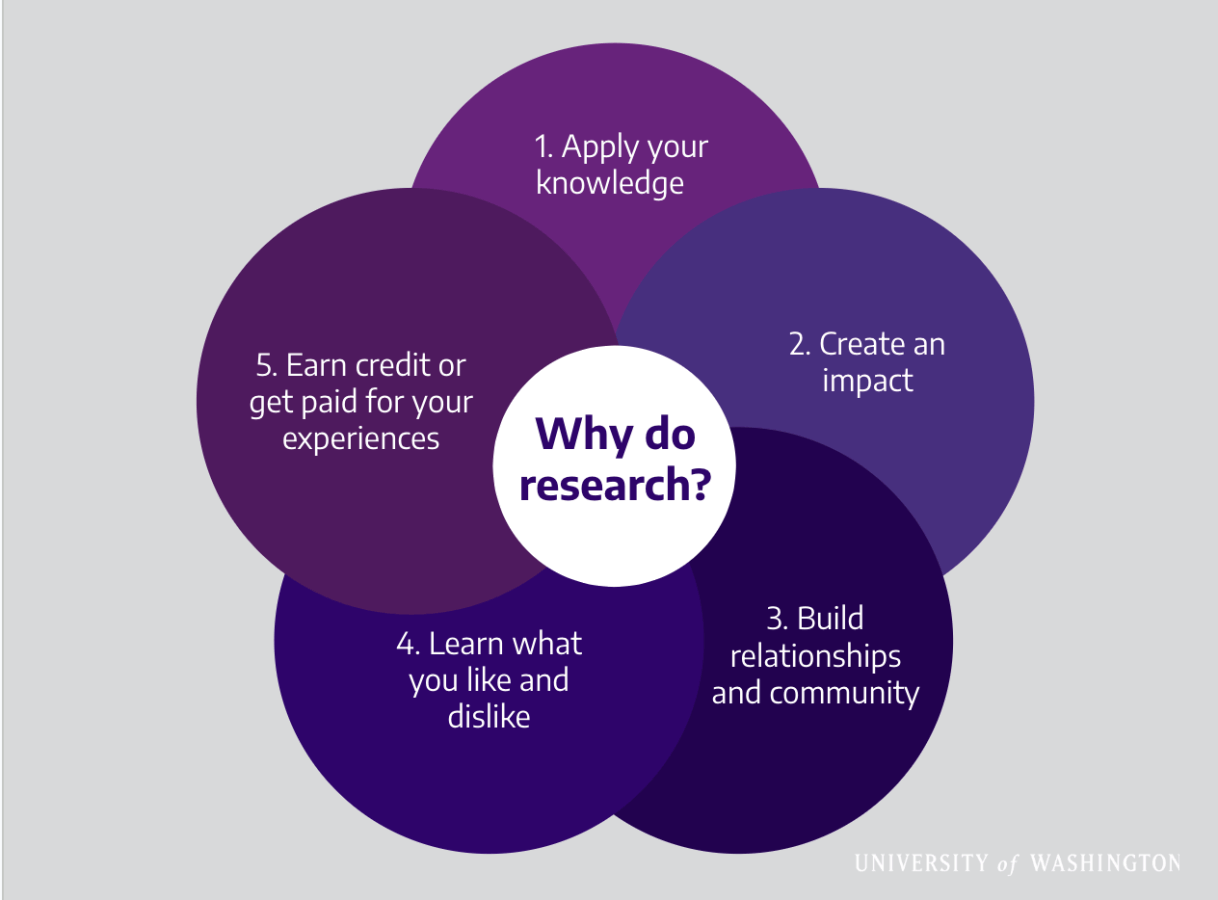 1. Apply your
knowledge
2. Create an
impact
3. Build
relationships
and community
4. Learn what
you like and
dislike
5. Earn credit or
get paid for your
experiences
Why do
research?
UNIVERSITY of WASHINGTON